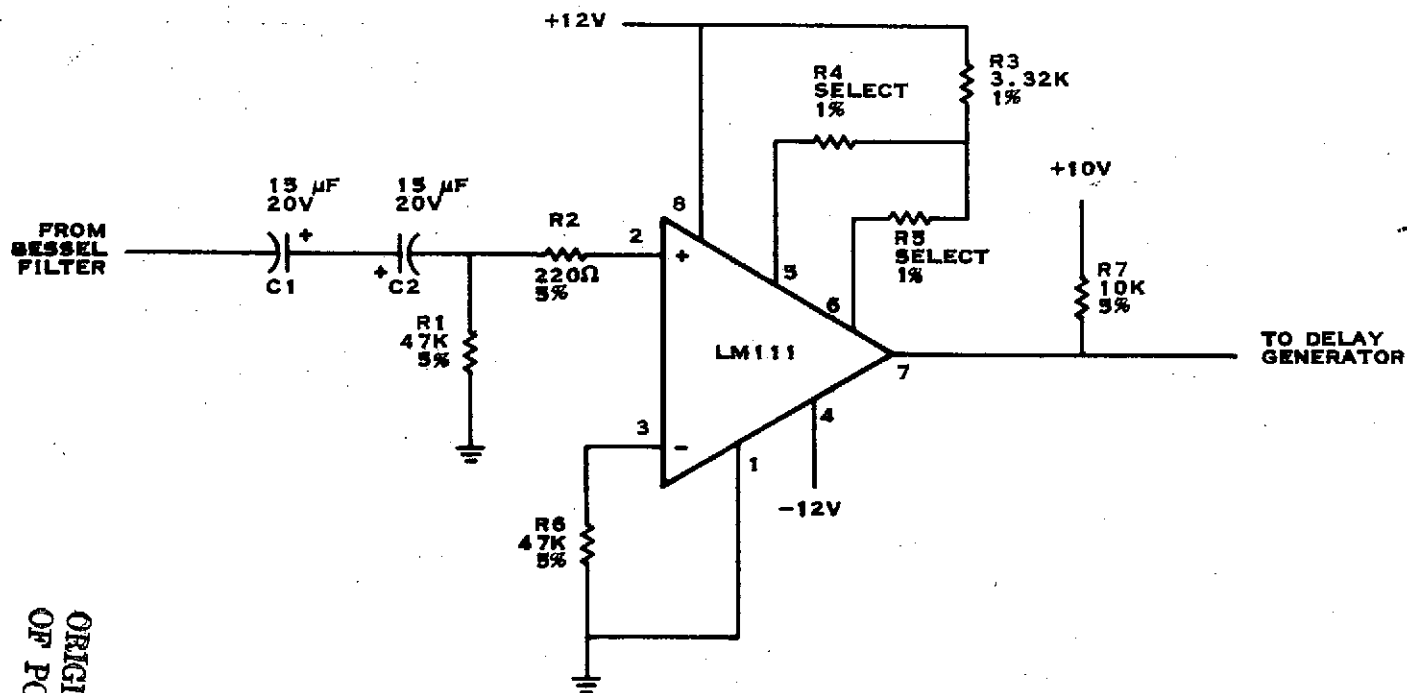 +12V
R3
3.32K
1%
R4
SELECT
1%
+10V
15 µF
20V
15 µF
20V
R2
8
FROM
BESSEL
FILTER
+
+
C1
C2
220Ω
5%
2
+
R5
SELECT
1%
5
6
R7
10K
5%
R1
47K
5%
LM111
7
TO DELAY
GENERATOR
3
-
4
1
-12V
R6
47K
5%
ORIGI
OF PO